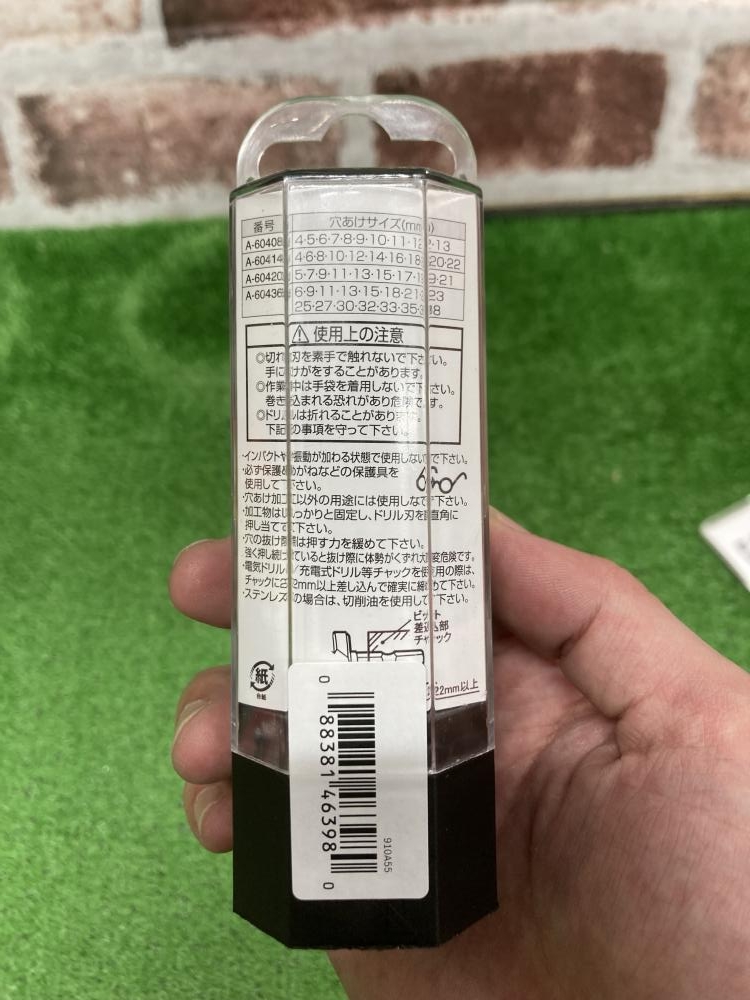 番号 穴あけサイズ(mm)
A-60408 4·5·6·7·8·9·10·11·12·13
A-60414 4·6·8·10·12·14·16·18·20·22
A-60420 5·7·9·11·13·15·17·19·21
A-60436 6·9·11·13·15·18·21·23
25·27·30·32·33·35·38
使用上の注意
◎切れ刃を素手で触れないで下さい。
手にけがをすることがあります。
◎作業中は手袋を着用しないで下さい。
巻き込まれる恐れがあり危険です。
◎ドリルは折れることがあります。
下記の事項を守って下さい。
·インパクトや振動が加わる状態で使用しないで下さい。
·必ず保護めがねなどの保護具を
使用して下さい。
·穴あけ加工以外の用途には使用しないで下さい。
·加工物はしっかりと固定し、ドリル刃を垂直に
押し当てて下さい。
·穴の抜け際は押す力を緩めて下さい。
強く押し続けていると抜け際に体勢がくずれ大変危険です。
·電気ドリル/充電式ドリル等チャックを使用の際は、
チャックに22mm以上差し込んで確実に締めて下さい。
·ステンレスの場合は、切削油を使用して下さい。
ビット
差込み部
チャック
22mm以上
紙
台紙
0 88381 46398 0
910A55